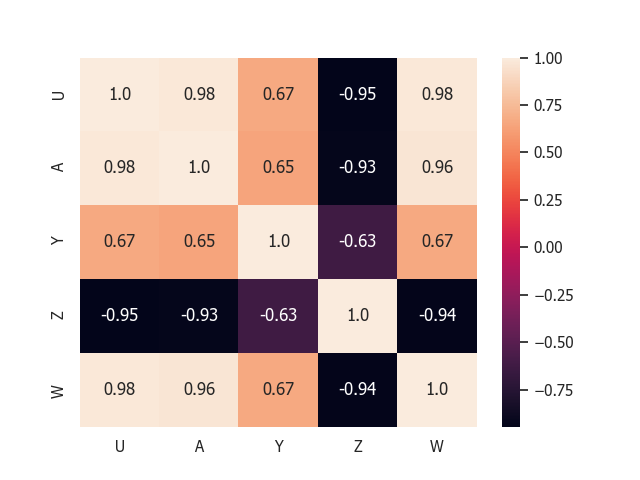 U 1.0 0.98 0.67 -0.95 0.98
A 0.98 1.0 0.65 -0.93 0.96
Y 0.67 0.65 1.0 -0.63 0.67
Z -0.95 -0.93 -0.63 1.0 -0.94
W 0.98 0.96 0.67 -0.94 1.0
U A Y Z W
1.00
0.75
0.50
0.25
0.00
−0.25
−0.50
−0.75